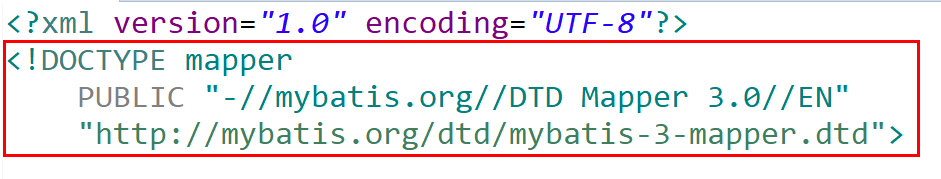 <?xml version="1.0" encoding="UTF-8"?>
<!DOCTYPE mapper
PUBLIC "-//mybatis.org//DTD Mapper 3.0//EN"
"http://mybatis.org/dtd/mybatis-3-mapper.dtd">